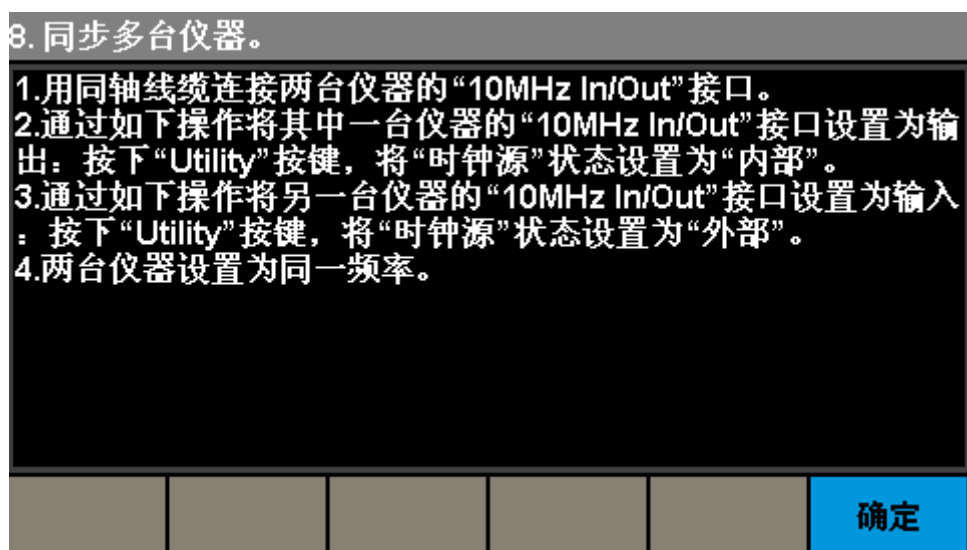 8. 同步多台仪器。
1.用同轴线缆连接两台仪器的“10MHz In/Out”接口。
2.通过如下操作将其中一台仪器的“10MHz In/Out”接口设置为输
出：按下“Utility”按键，将“时钟源”状态设置为“内部”。
3.通过如下操作将另一台仪器的“10MHz In/Out”接口设置为输入
：按下“Utility”按键，将“时钟源”状态设置为“外部”。
4.两台仪器设置为同一频率。
确定